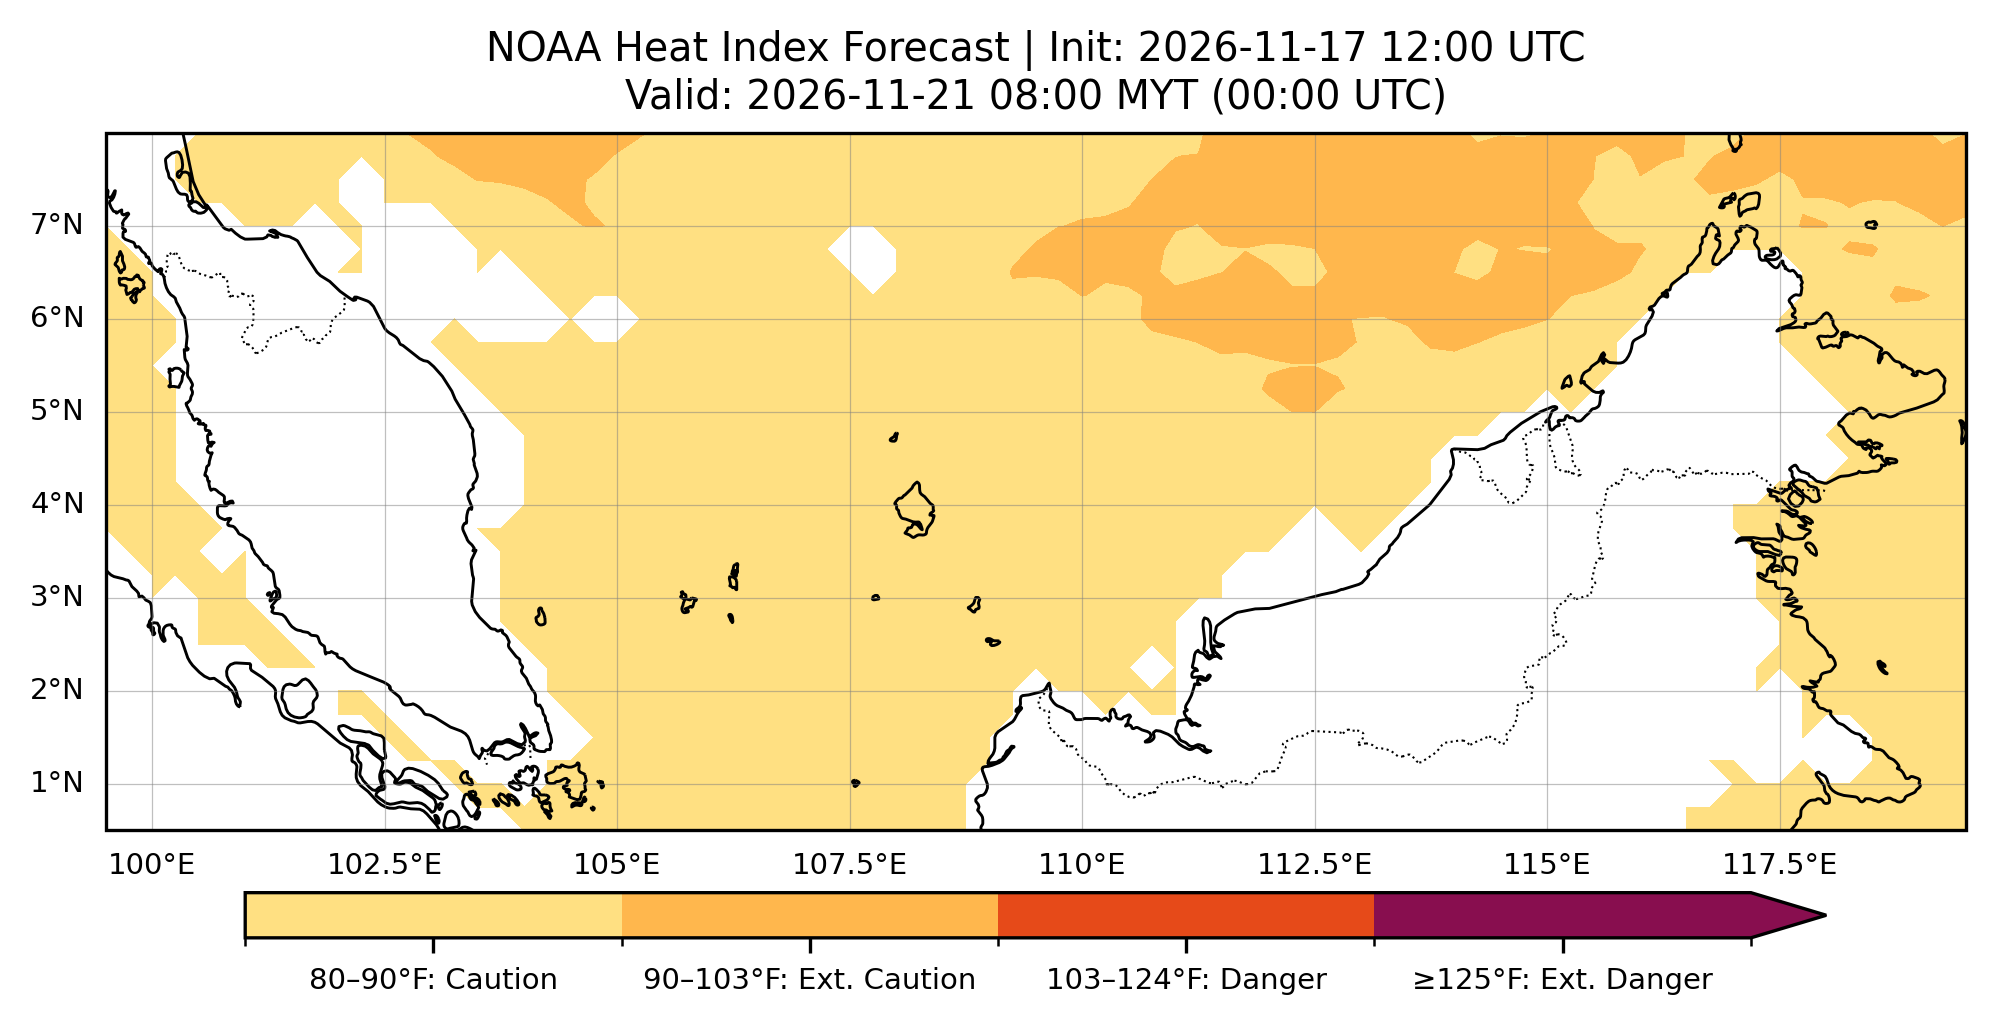 NOAA Heat Index Forecast | Init: 2026-11-17 12:00 UTC
Valid: 2026-11-21 08:00 MYT (00:00 UTC)
7°N
6°N
5°N
4°N
3°N
2°N
1°N
100°E 102.5°E 105°E 107.5°E 110°E 112.5°E 115°E 117.5°E
80–90°F: Caution 90–103°F: Ext. Caution 103–124°F: Danger ≥125°F: Ext. Danger